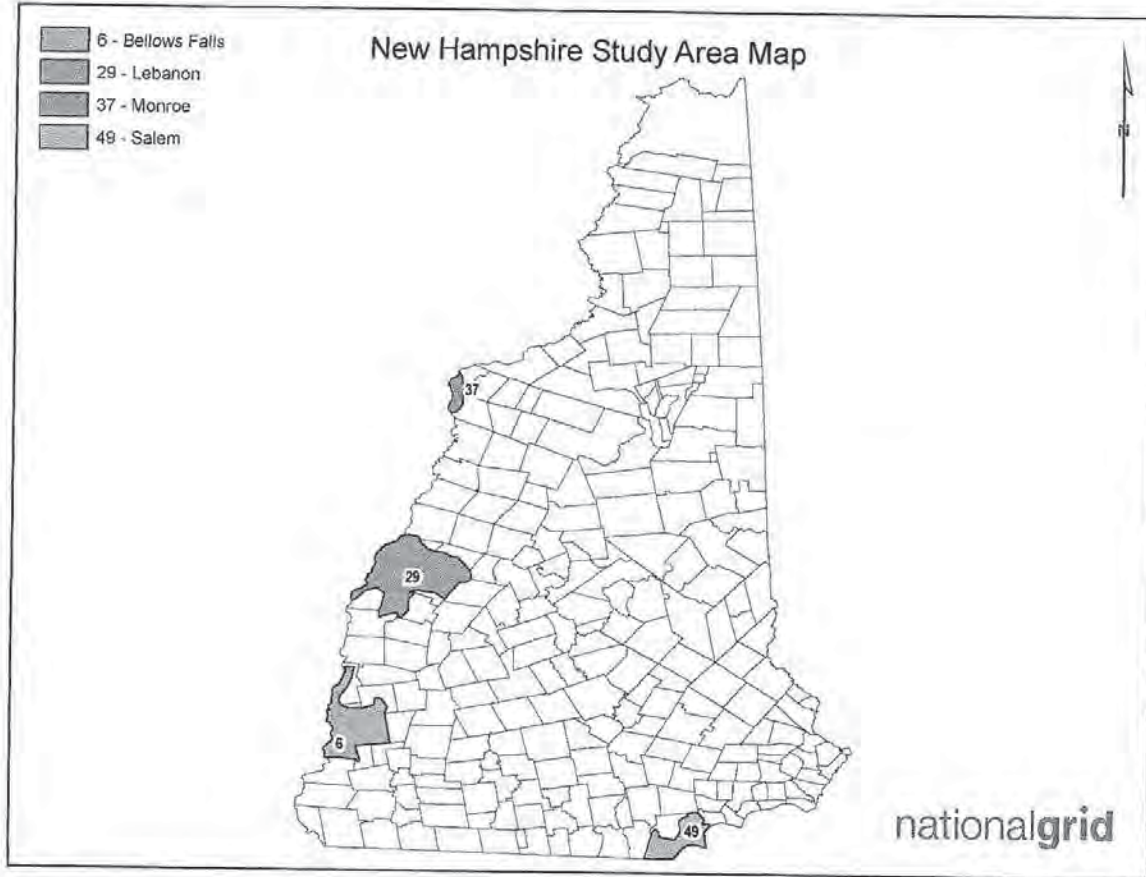 6 - Bellows Falls
29 - Lebanon
37 - Monroe
49 - Salem
New Hampshire Study Area Map
N
37
29
6
49
nationalgrid